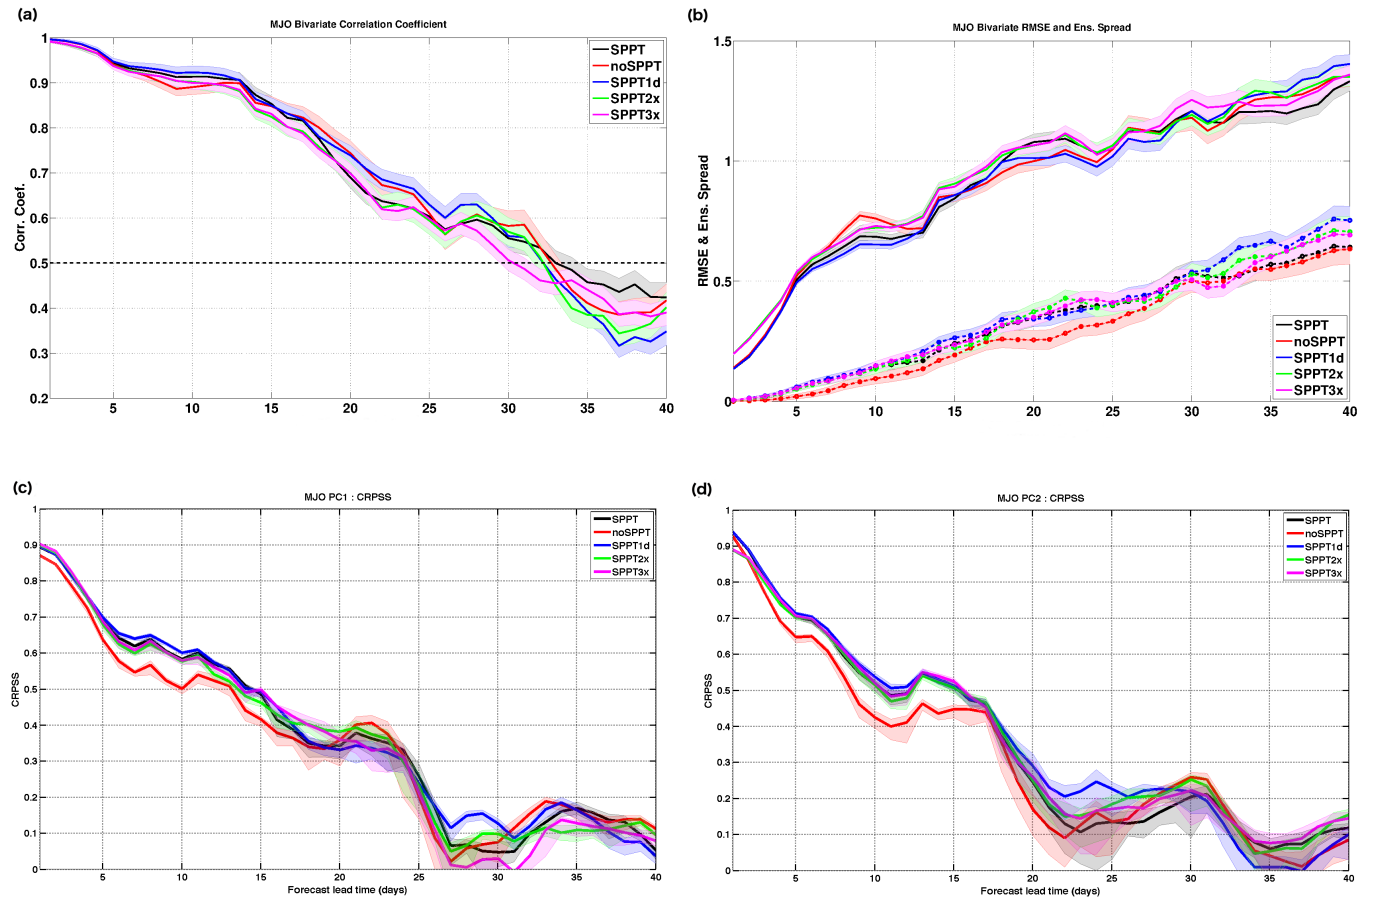 (a)
MJO Bivariate Correlation Coefficient
Corr. Coef.
1
0.9
0.8
0.7
0.6
0.5
0.4
0.3
0.2
5 10 15 20 25 30 35 40
SPPT
noSPPT
SPPT1d
SPPT2x
SPPT3x
(b)
MJO Bivariate RMSE and Ens. Spread
RMSE & Ens. Spread
1.5
1
0.5
0
5 10 15 20 25 30 35 40
SPPT
noSPPT
SPPT1d
SPPT2x
SPPT3x
(c)
MJO PC1 : CRPSS
CRPSS
1
0.9
0.8
0.7
0.6
0.5
0.4
0.3
0.2
0.1
0
5 10 15 20 25 30 35 40
Forecast lead time (days)
SPPT
noSPPT
SPPT1d
SPPT2x
SPPT3x
(d)
MJO PC2 : CRPSS
CRPSS
1
0.9
0.8
0.7
0.6
0.5
0.4
0.3
0.2
0.1
0
5 10 15 20 25 30 35 40
Forecast lead time (days)
SPPT
noSPPT
SPPT1d
SPPT2x
SPPT3x